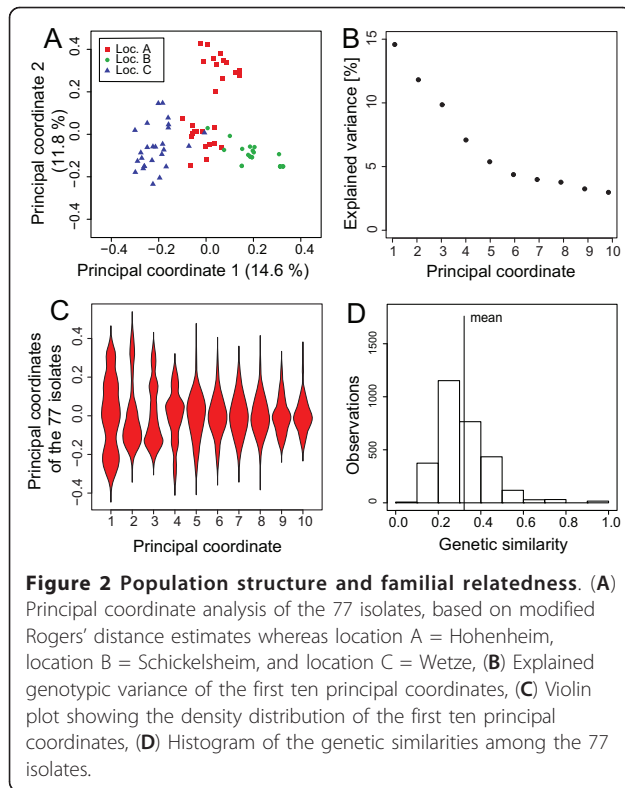 A
Loc. A
Loc. B
Loc. C
Principal coordinate 2
(11.8 %)
0.4
0.2
0.0
−0.2
−0.4
−0.4 −0.2 0.0 0.2 0.4
Principal coordinate 1 (14.6 %)
B
Explained variance [%]
15
10
5
0
1 2 3 4 5 6 7 8 9 10
Principal coordinate
C
Principal coordinates
of the 77 isolates
0.4
0.2
0.0
−0.2
−0.4
1 2 3 4 5 6 7 8 9 10
Principal coordinate
D
mean
Observations
1500
1000
500
0
0.0 0.2 0.4 0.6 0.8 1.0
Genetic similarity
Figure 2 Population structure and familial relatedness. (A)
Principal coordinate analysis of the 77 isolates, based on modified
Rogers' distance estimates whereas location A = Hohenheim,
location B = Schickelsheim, and location C = Wetze, (B) Explained
genotypic variance of the first ten principal coordinates, (C) Violin
plot showing the density distribution of the first ten principal
coordinates, (D) Histogram of the genetic similarities among the 77
isolates.